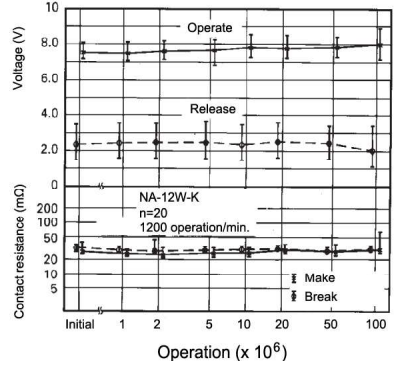 Voltage (V)
10
8.0
6.0
4.0
2.0
0
Operate
Release
Contact resistance (mΩ)
200
100
50
20
10
5
NA-12W-K
n=20
1200 operation/min.
Make
Break
Initial 1 2 5 10 20 50 100
Operation (x 10⁶)